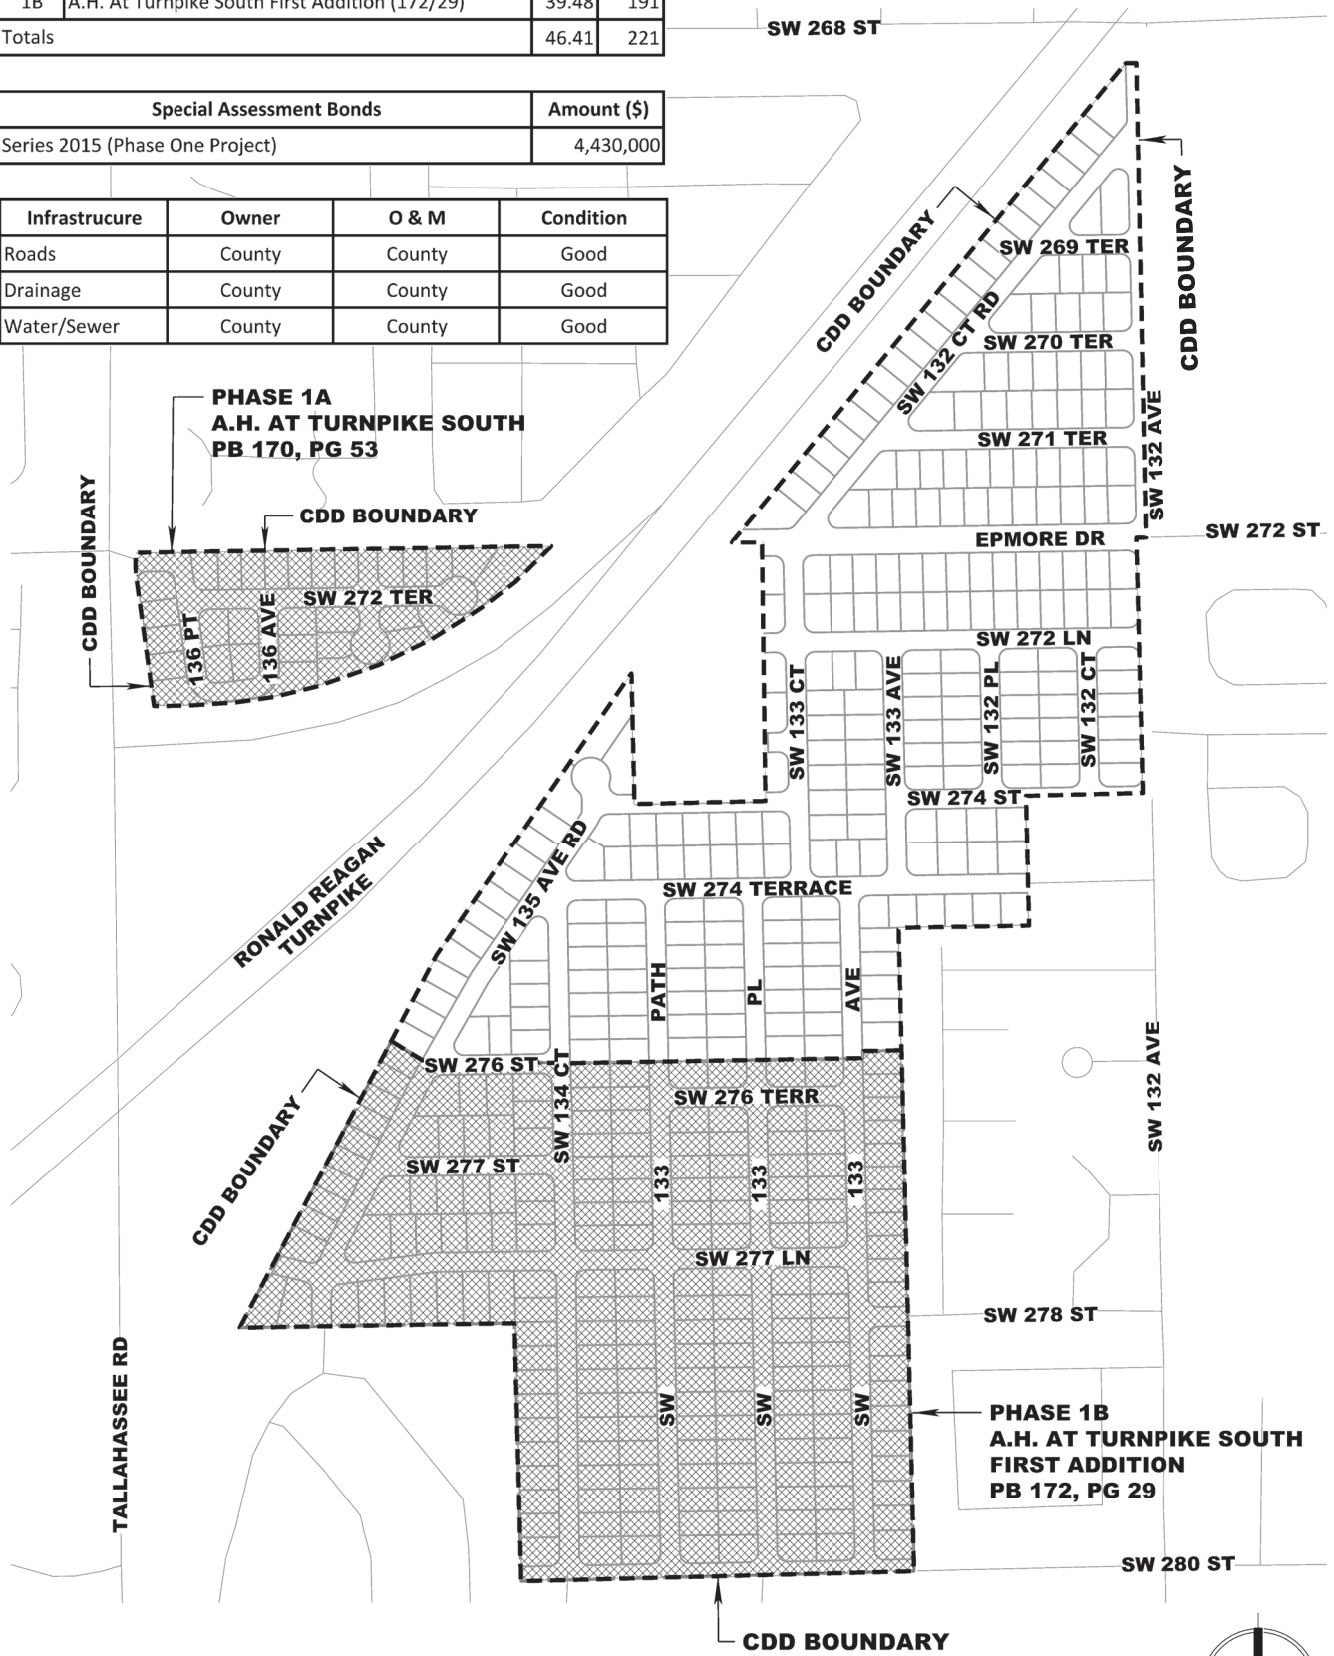 1B A.H. At Turnpike South First Addition (172/29) 39.48 191
Totals 46.41 221
Special Assessment Bonds Amount ($)
Series 2015 (Phase One Project) 4,430,000
Infrastrucure Owner O & M Condition
Roads County County Good
Drainage County County Good
Water/Sewer County County Good
SW 268 ST
CDD BOUNDARY
CDD BOUNDARY
SW 269 TER
SW 132 CT RD
SW 270 TER
SW 271 TER
SW 132 AVE
EPMORE DR
SW 272 ST
PHASE 1A
A.H. AT TURNPIKE SOUTH
PB 170, PG 53
CDD BOUNDARY
CDD BOUNDARY
SW 272 TER
136 PT
136 AVE
SW 272 LN
SW 133 CT
SW 133 AVE
SW 132 PL
SW 132 CT
SW 274 ST
RONALD REAGAN
TURNPIKE
SW 135 AVE RD
SW 274 TERRACE
PATH
PL
AVE
SW 276 ST
SW 134 CT
SW 276 TERR
SW 132 AVE
CDD BOUNDARY
SW 277 ST
133
133
133
SW 277 LN
SW 278 ST
TALLAHASSEE RD
SW
SW
SW
PHASE 1B
A.H. AT TURNPIKE SOUTH
FIRST ADDITION
PB 172, PG 29
SW 280 ST
CDD BOUNDARY